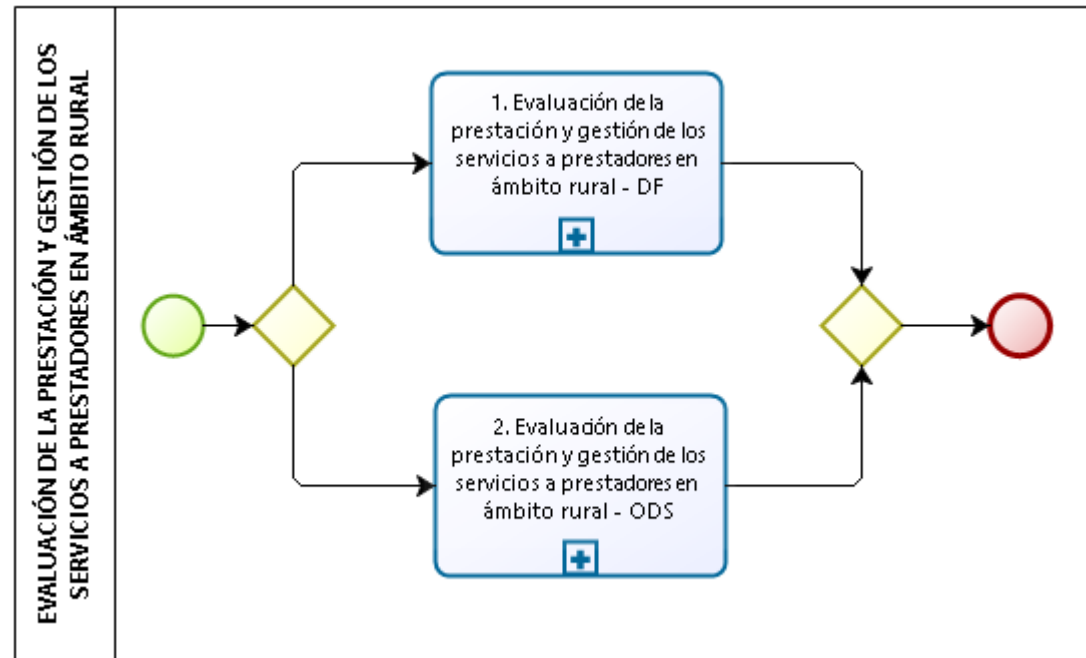 EVALUACIÓN DE LA PRESTACIÓN Y GESTIÓN DE LOS
SERVICIOS A PRESTADORES EN ÁMBITO RURAL
1. Evaluación de la
prestación y gestión de los
servicios a prestadores en
ámbito rural - DF
2. Evaluación de la
prestación y gestión de los
servicios a prestadores en
ámbito rural - ODS